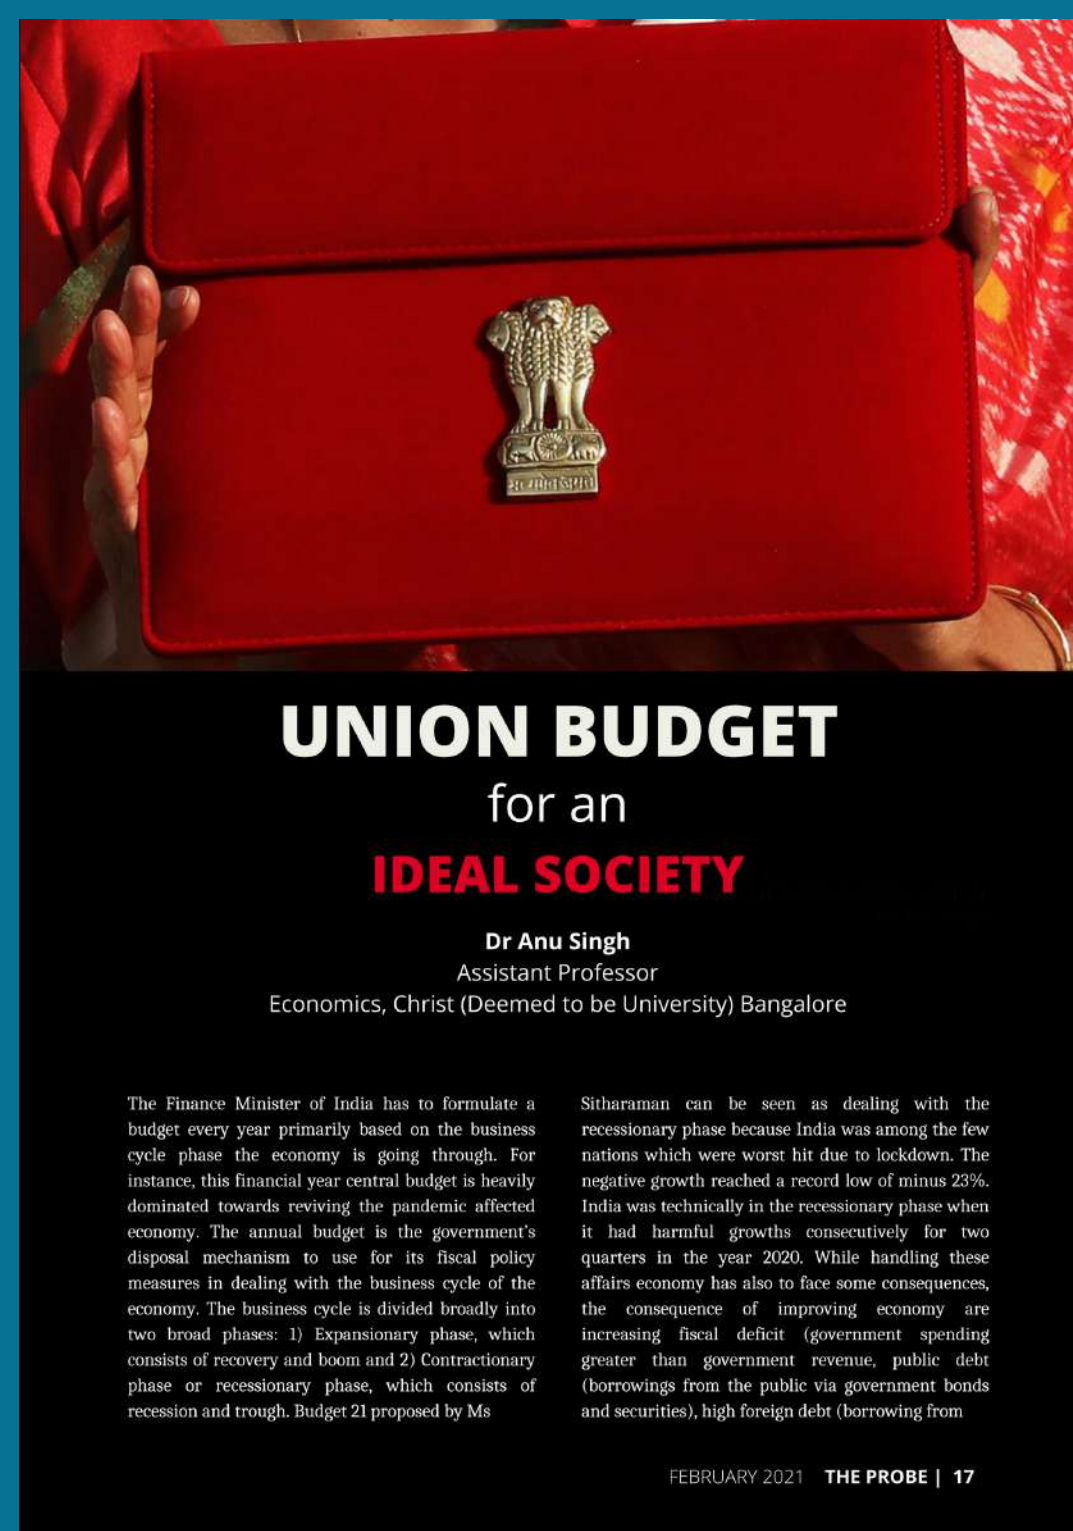 सत्यमेव जयते
UNION BUDGET
for an
IDEAL SOCIETY
Dr Anu Singh
Assistant Professor
Economics, Christ (Deemed to be University) Bangalore
The Finance Minister of India has to formulate a
budget every year primarily based on the business
cycle phase the economy is going through. For
instance, this financial year central budget is heavily
dominated towards reviving the pandemic affected
economy. The annual budget is the government's
disposal mechanism to use for its fiscal policy
measures in dealing with the business cycle of the
economy. The business cycle is divided broadly into
two broad phases: 1) Expansionary phase, which
consists of recovery and boom and 2) Contractionary
phase or recessionary phase, which consists of
recession and trough. Budget 21 proposed by Ms
Sitharaman can be seen as dealing with the
recessionary phase because India was among the few
nations which were worst hit due to lockdown. The
negative growth reached a record low of minus 23%.
India was technically in the recessionary phase when
it had harmful growths consecutively for two
quarters in the year 2020. While handling these
affairs economy has also to face some consequences,
the consequence of improving economy are
increasing fiscal deficit (government spending
greater than government revenue, public debt
(borrowings from the public via government bonds
and securities), high foreign debt (borrowing from
FEBRUARY 2021 THE PROBE | 17